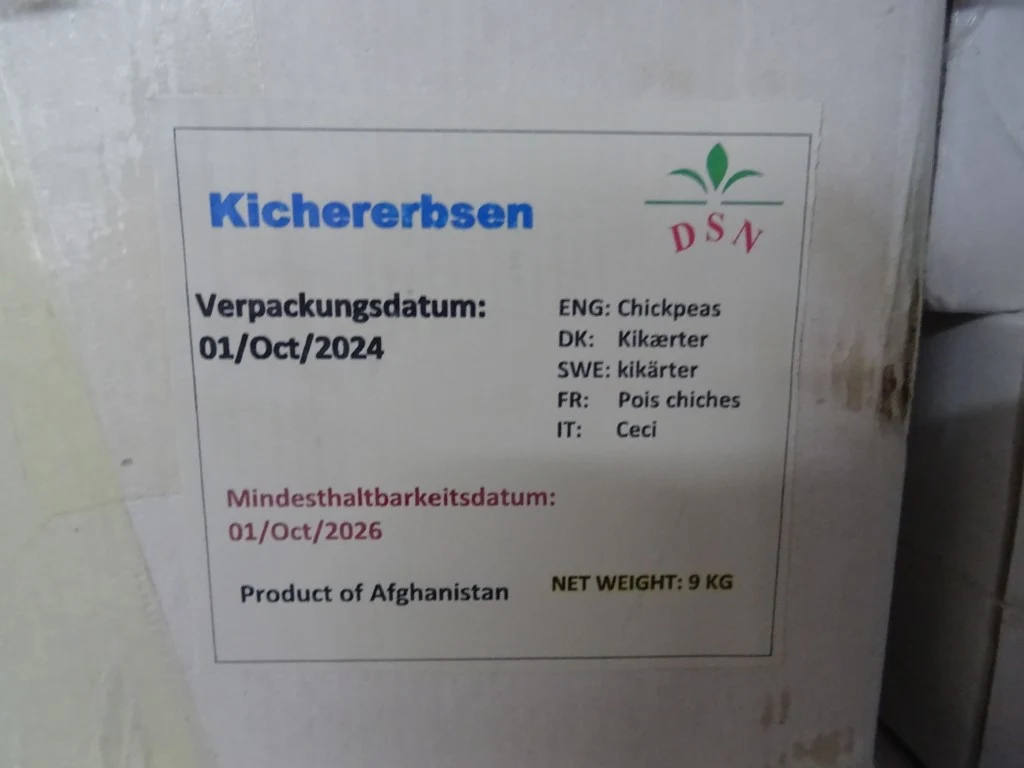 Kichererbsen
DSN
Verpackungsdatum:
01/Oct/2024
ENG: Chickpeas
DK: Kikærter
SWE: kikärter
FR: Pois chiches
IT: Ceci
Mindesthaltbarkeitsdatum:
01/Oct/2026
Product of Afghanistan
NET WEIGHT: 9 KG